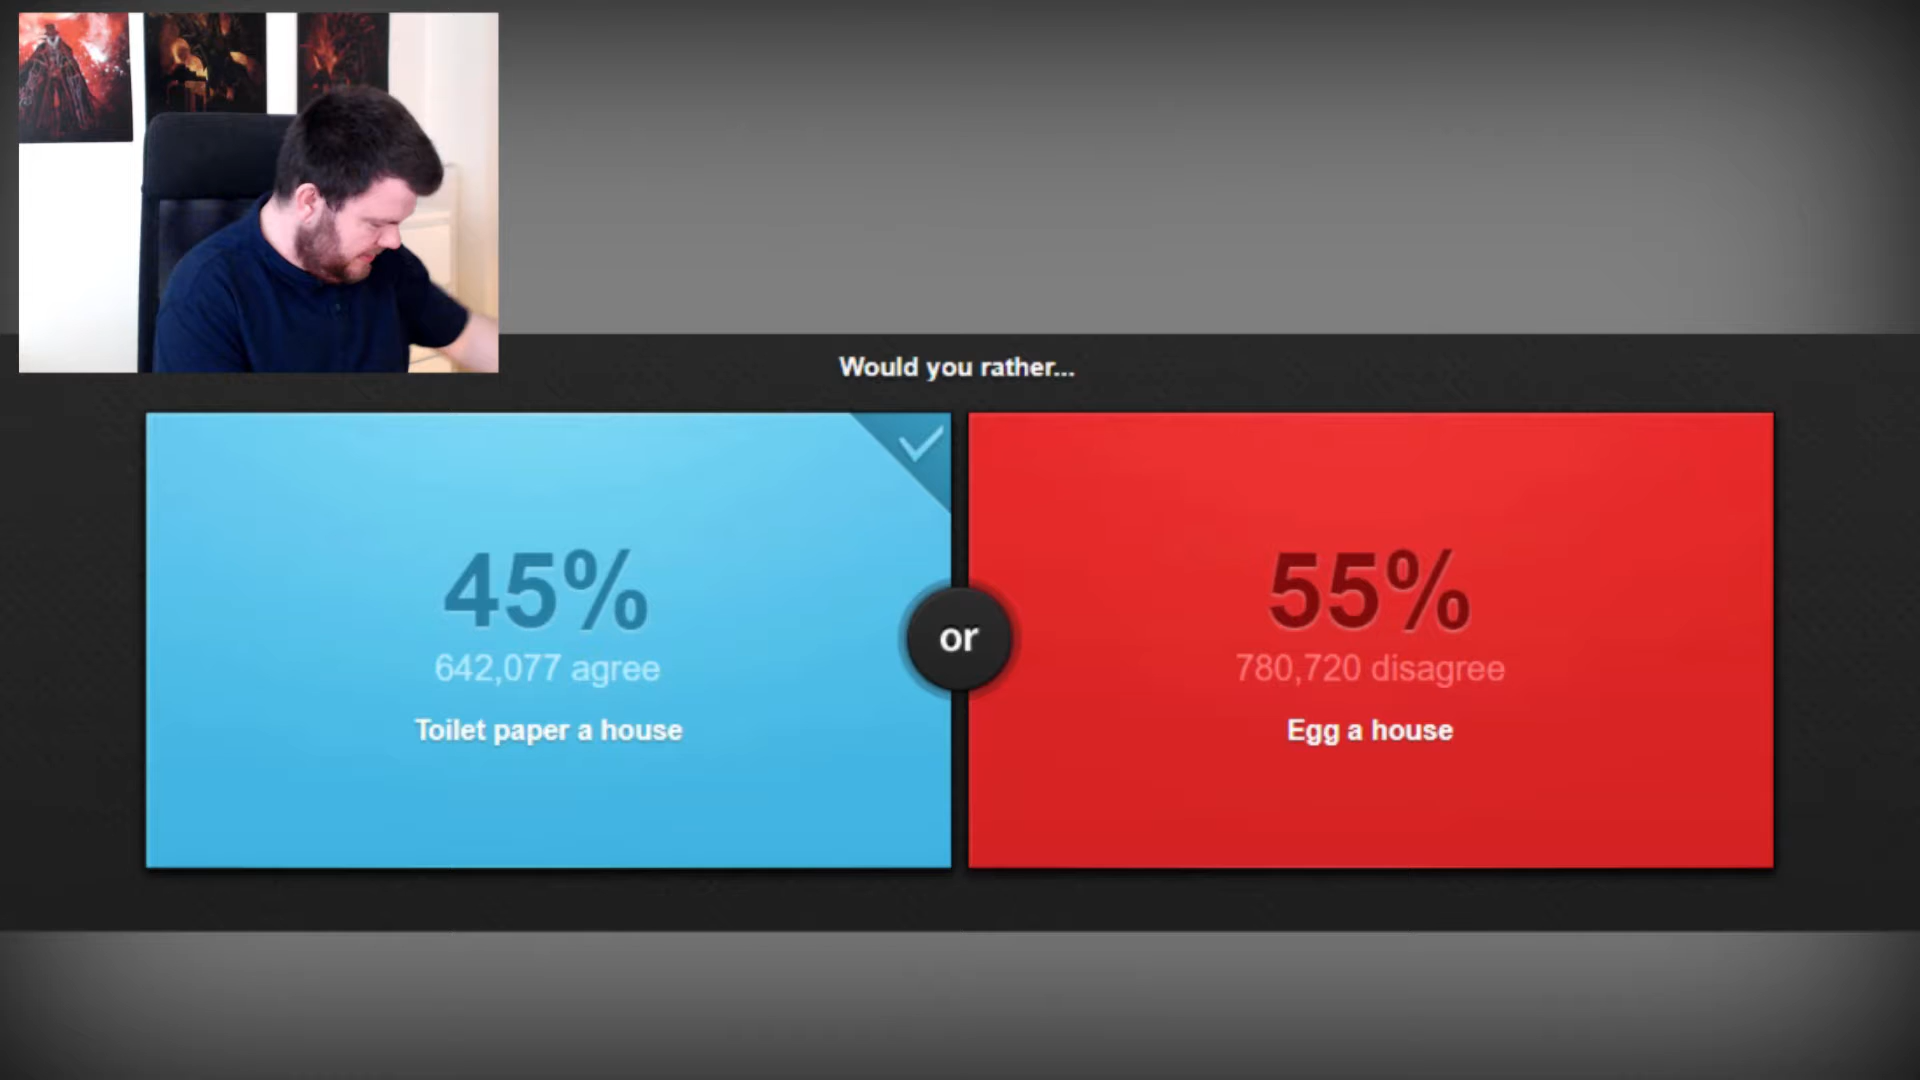 Would you rather...
45%
642,077 agree
Toilet paper a house
or
55%
780,720 disagree
Egg a house